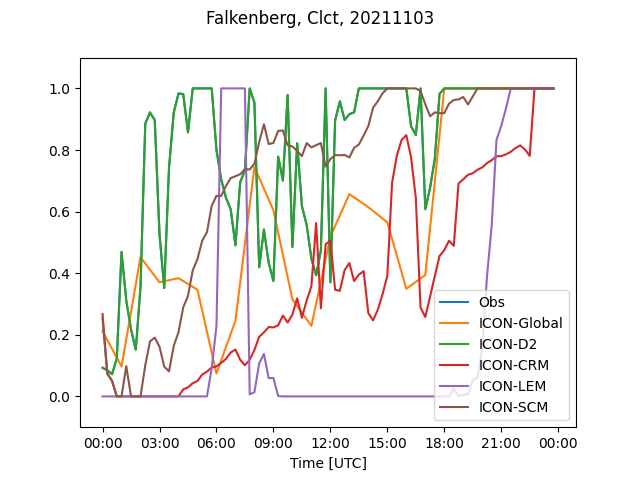 Falkenberg, Clct, 20211103
1.0
0.8
0.6
0.4
0.2
0.0
Obs
ICON-Global
ICON-D2
ICON-CRM
ICON-LEM
ICON-SCM
00:00 03:00 06:00 09:00 12:00 15:00 18:00 21:00 00:00
Time [UTC]